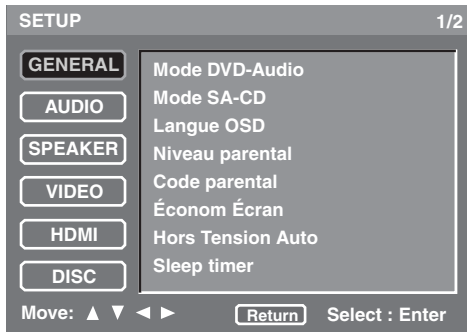 SETUP 1/2
GENERAL
AUDIO
SPEAKER
VIDEO
HDMI
DISC
Mode DVD-Audio
Mode SA-CD
Langue OSD
Niveau parental
Code parental
Économ Écran
Hors Tension Auto
Sleep timer
Move: ▲ ▼ ◄ ► Return Select : Enter